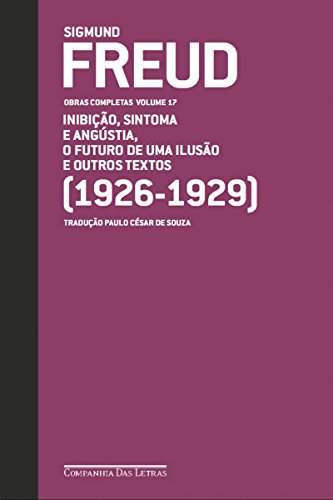 SIGMUND
FREUD
OBRAS COMPLETAS VOLUME 17
INIBIÇÃO, SINTOMA
E ANGÚSTIA,
O FUTURO DE UMA ILUSÃO
E OUTROS TEXTOS
(1926-1929)
TRADUÇÃO PAULO CÉSAR DE SOUZA
COMPANHIA DAS LETRAS